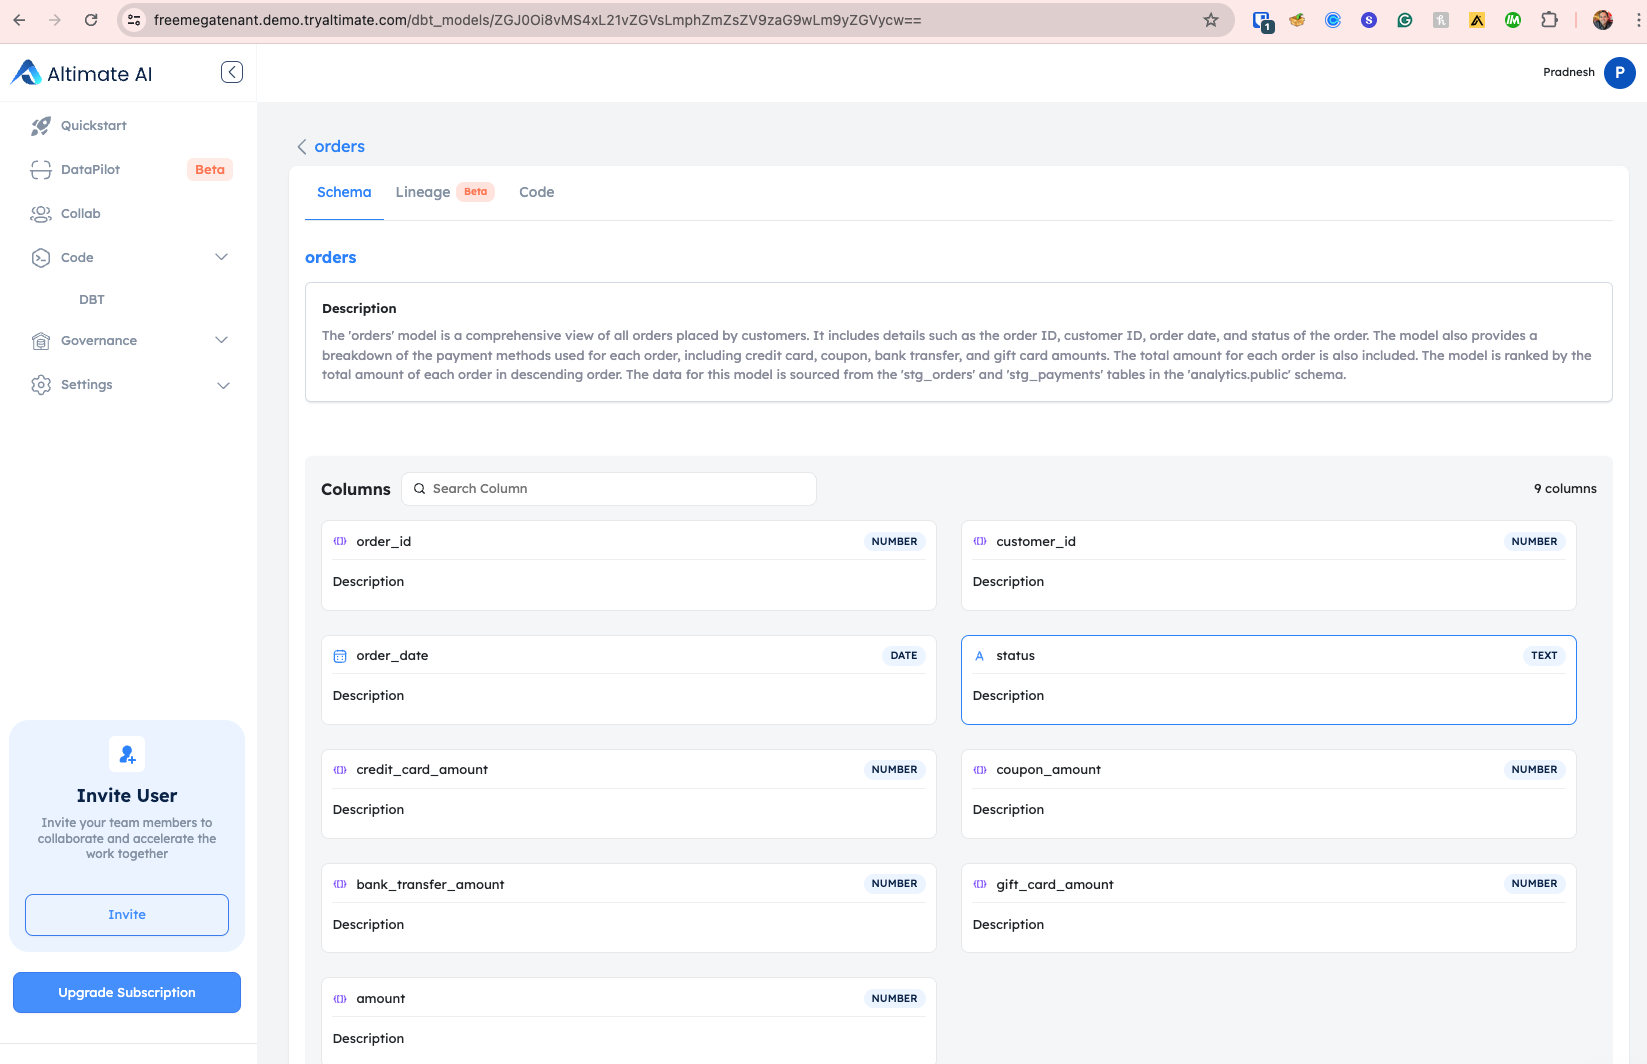 freemegatenant.demo.tryaltimate.com/dbt_models/ZGJ0Oi8vMS4xL21vZGVsLmphZmZsZV9zaG9wLm9yZGVycw==
1
Altimate AI
Pradnesh
P
Quickstart
DataPilot Beta
Collab
Code
DBT
Governance
Settings
Invite User
Invite your team members to
collaborate and accelerate the
work together
Invite
Upgrade Subscription
orders
Schema Lineage Beta Code
orders
Description
The 'orders' model is a comprehensive view of all orders placed by customers. It includes details such as the order ID, customer ID, order date, and status of the order. The model also provides a
breakdown of the payment methods used for each order, including credit card, coupon, bank transfer, and gift card amounts. The total amount for each order is also included. The model is ranked by the
total amount of each order in descending order. The data for this model is sourced from the 'stg_orders' and 'stg_payments' tables in the 'analytics.public' schema.
Columns Search Column 9 columns
order_id NUMBER
Description
customer_id NUMBER
Description
order_date DATE
Description
A status TEXT
Description
credit_card_amount NUMBER
Description
coupon_amount NUMBER
Description
bank_transfer_amount NUMBER
Description
gift_card_amount NUMBER
Description
amount NUMBER
Description